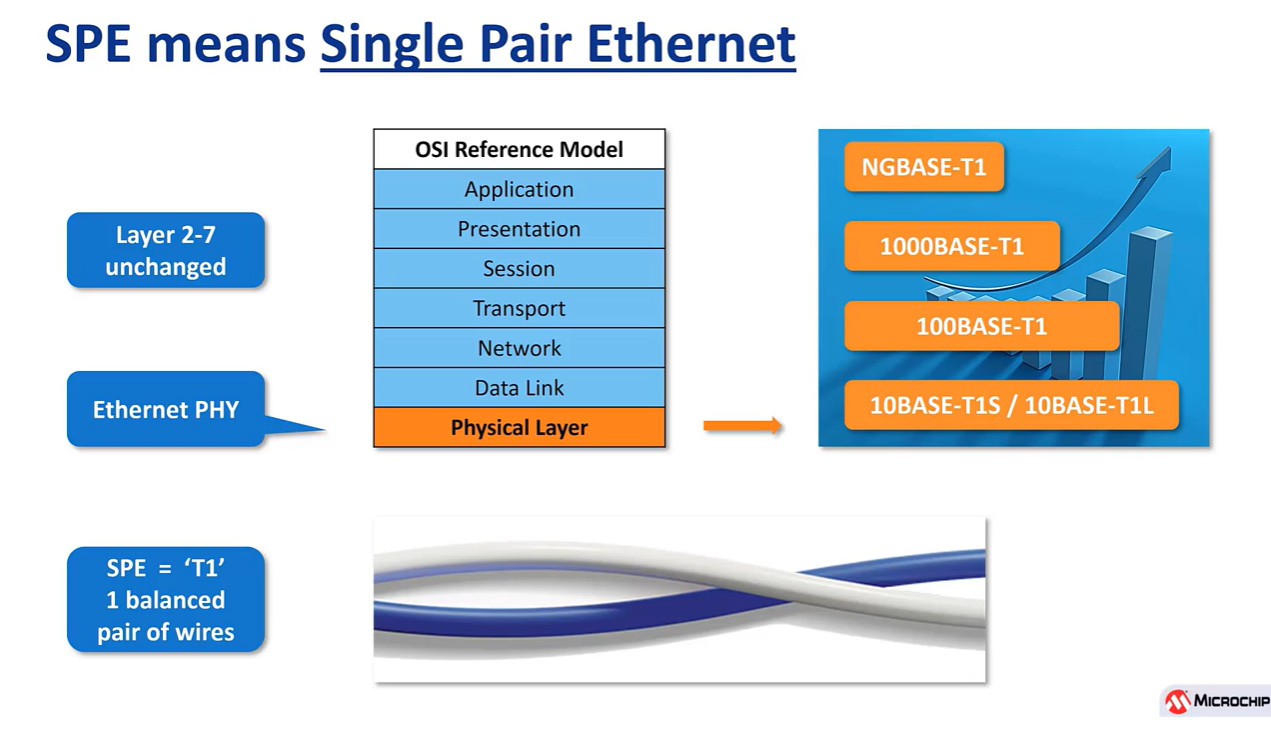 SPE means Single Pair Ethernet
Layer 2-7
unchanged
Ethernet PHY
SPE = ‘T1’
1 balanced
pair of wires
OSI Reference Model
Application
Presentation
Session
Transport
Network
Data Link
Physical Layer
NGBASE-T1
1000BASE-T1
100BASE-T1
10BASE-T1S / 10BASE-T1L
MICROCHIP